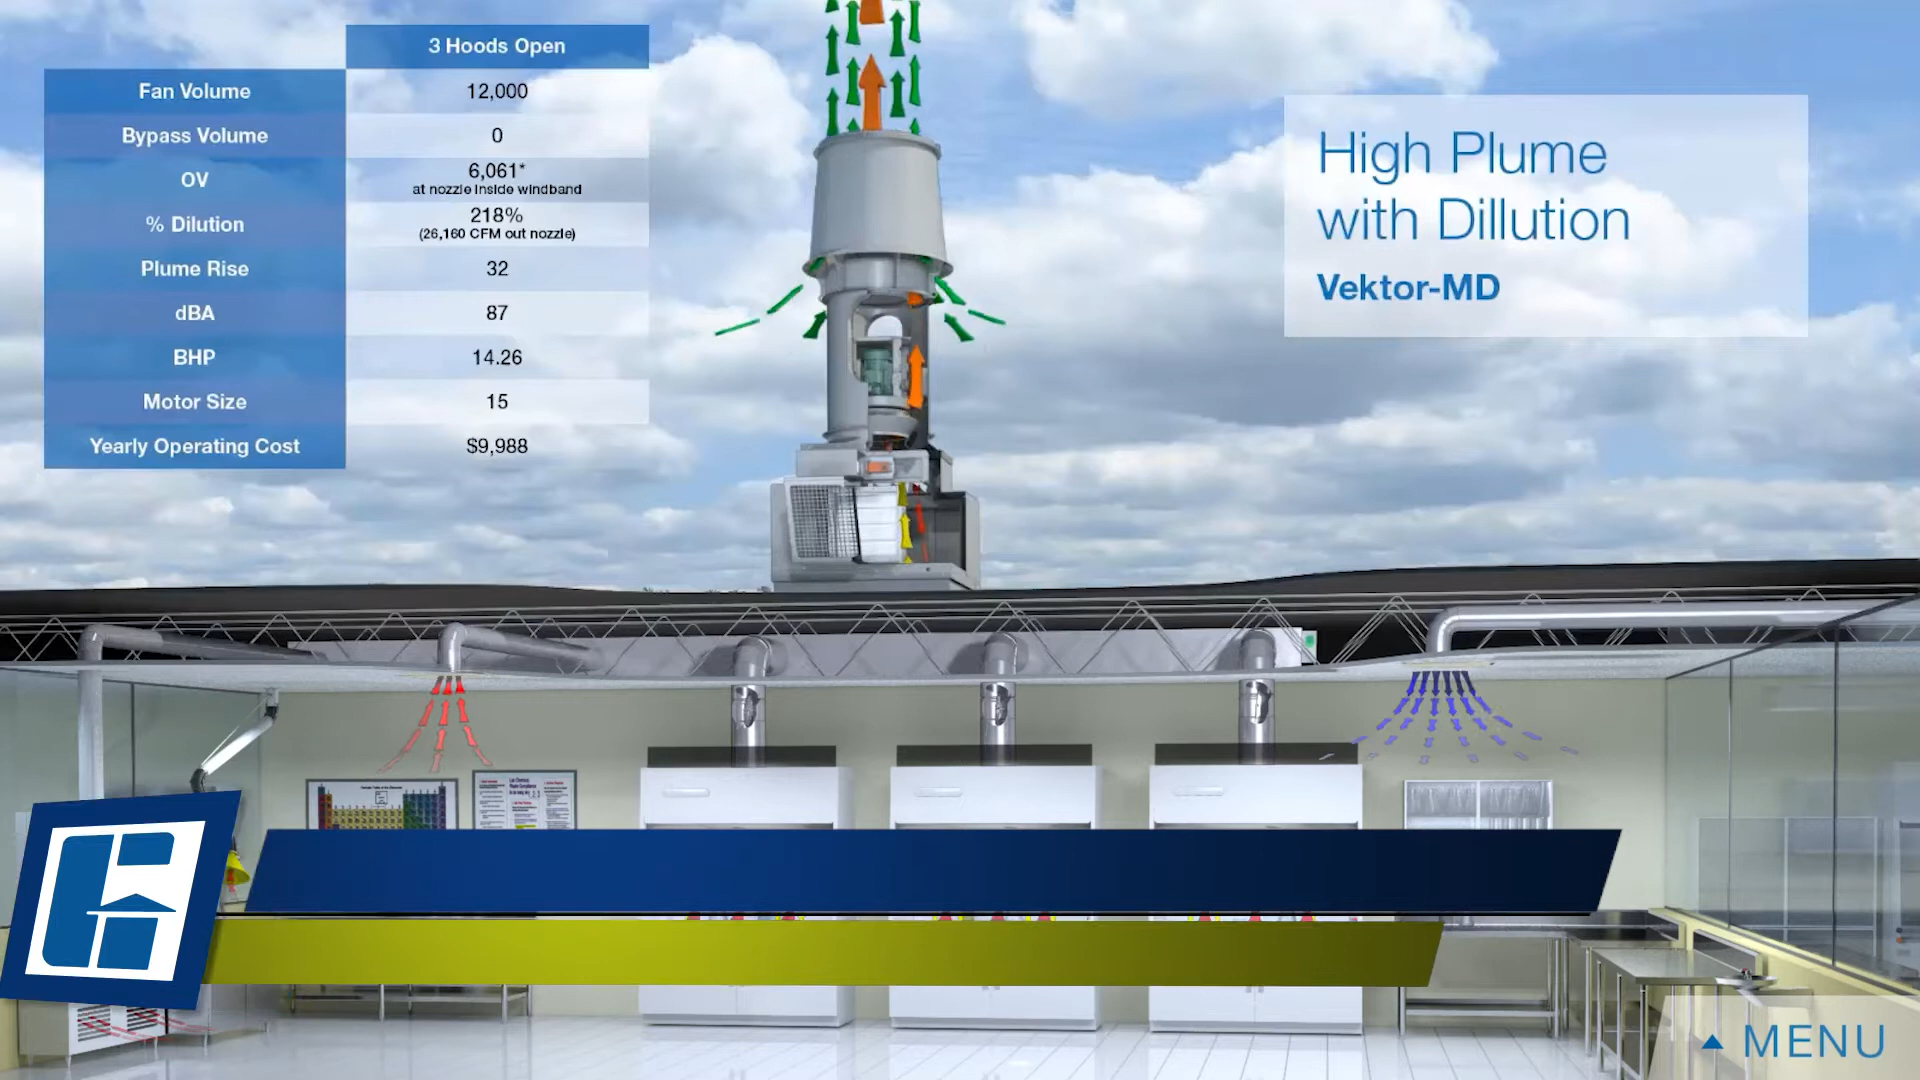 3 Hoods Open
Fan Volume 12,000
Bypass Volume 0
OV 6,061*
at nozzle inside windband
% Dilution 218%
(26,160 CFM out nozzle)
Plume Rise 32
dBA 87
BHP 14.26
Motor Size 15
Yearly Operating Cost $9,988
High Plume
with Dillution
Vektor-MD
▲ MENU